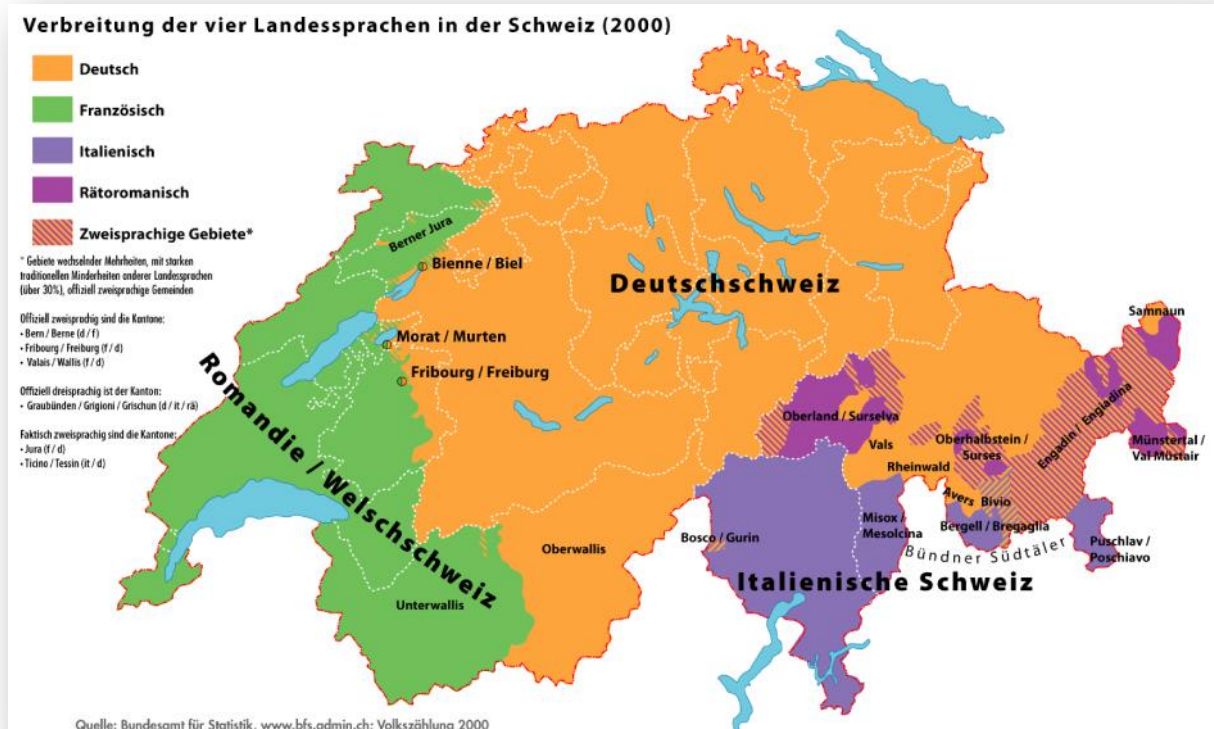 Verbreitung der vier Landessprachen in der Schweiz (2000)
Deutsch
Französisch
Italienisch
Rätoromanisch
Zweisprachige Gebiete*
* Gebiete wechselnder Mehrheiten, mit starken
traditionellen Minderheiten anderer Landessprachen
(über 30%), offiziell zweisprachige Gemeinden
Offiziell zweisprachig sind die Kantone:
• Bern / Berne (d / f)
• Fribourg / Freiburg (f / d)
• Valais / Wallis (f / d)
Offiziell dreisprachig ist der Kanton:
• Graubünden / Grigioni / Grischun (d / it / rä)
Faktisch zweisprachig sind die Kantone:
• Jura (f / d)
• Ticino / Tessin (it / d)
Berner Jura
Bienne / Biel
Morat / Murten
Fribourg / Freiburg
Romandie / Welschschweiz
Deutschschweiz
Samnaun
Oberland / Surselva
Vals
Rheinwald
Oberhalbstein /
Surses
Engadin / Engiadina
Münstertal /
Val Müstair
Avers
Bivio
Bergell / Bregaglia
Puschlav /
Poschiavo
Misox /
Mesolcina
Bündner Südtäler
Bosco / Gurin
Italienische Schweiz
Oberwallis
Unterwallis
Quelle: Bundesamt für Statistik, www.bfs.admin.ch; Volkszählung 2000